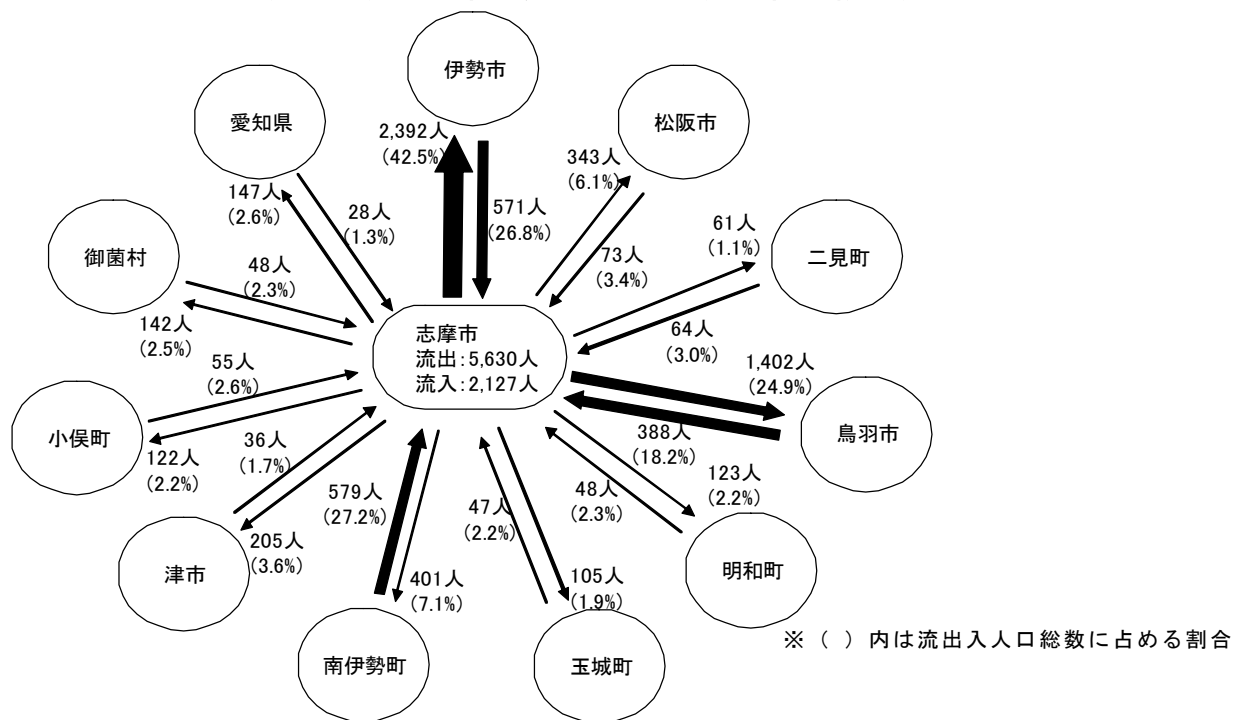 伊勢市
愛知県
松阪市
2,392人
(42.5%)
343人
(6.1%)
147人
(2.6%)
28人
(1.3%)
571人
(26.8%)
61人
(1.1%)
御薗村
73人
(3.4%)
二見町
48人
(2.3%)
142人
(2.5%)
志摩市
流出:5,630人
流入:2,127人
64人
(3.0%)
55人
(2.6%)
1,402人
(24.9%)
小俣町
36人
(1.7%)
388人
(18.2%)
鳥羽市
122人
(2.2%)
579人
(27.2%)
47人
(2.2%)
48人
(2.3%)
123人
(2.2%)
津市
205人
(3.6%)
401人
(7.1%)
105人
(1.9%)
明和町
南伊勢町
玉城町
※( )内は流出入人口総数に占める割合